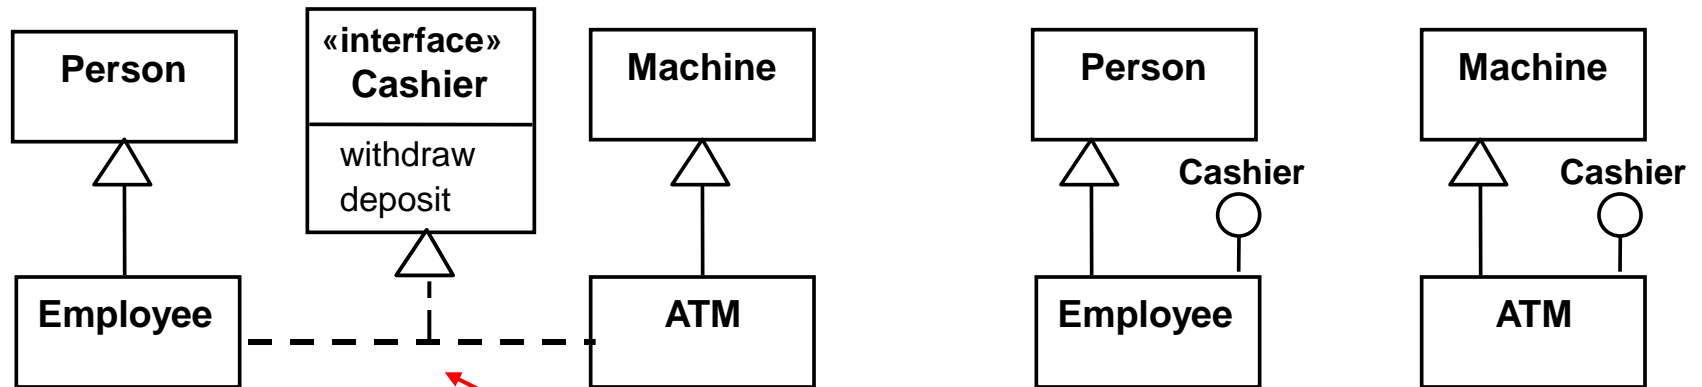 Person
«interface»
Cashier
withdraw
deposit
Machine
Employee
ATM
Person
Cashier
Machine
Cashier
Employee
ATM